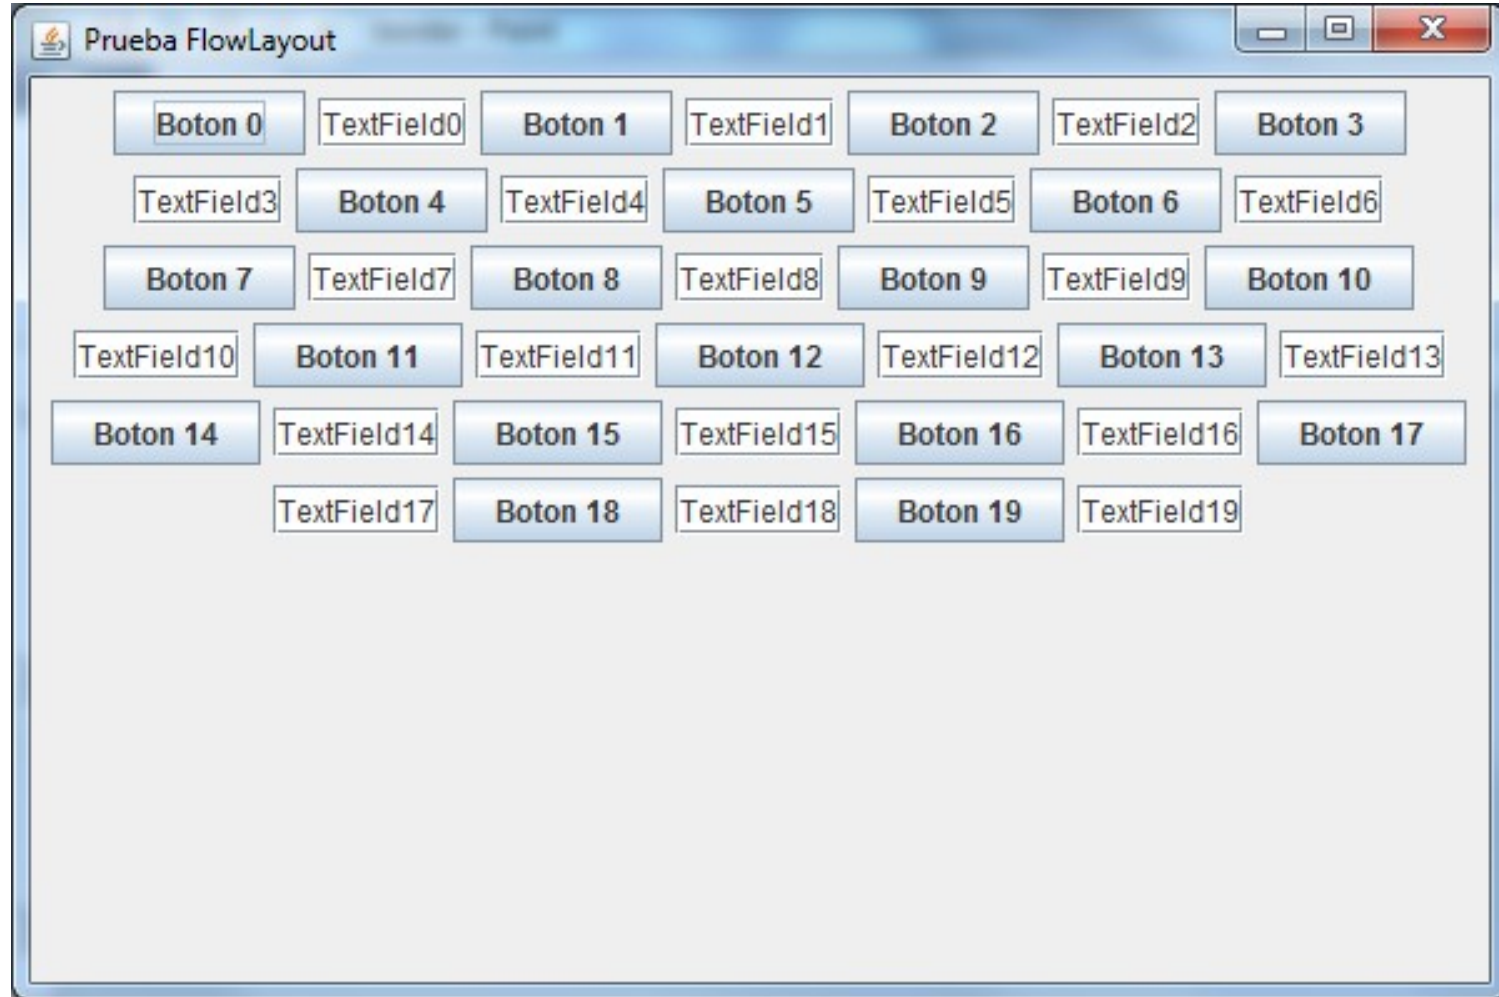 Prueba FlowLayout
Boton 0 TextField0 Boton 1 TextField1 Boton 2 TextField2 Boton 3
TextField3 Boton 4 TextField4 Boton 5 TextField5 Boton 6 TextField6
Boton 7 TextField7 Boton 8 TextField8 Boton 9 TextField9 Boton 10
TextField10 Boton 11 TextField11 Boton 12 TextField12 Boton 13 TextField13
Boton 14 TextField14 Boton 15 TextField15 Boton 16 TextField16 Boton 17
TextField17 Boton 18 TextField18 Boton 19 TextField19